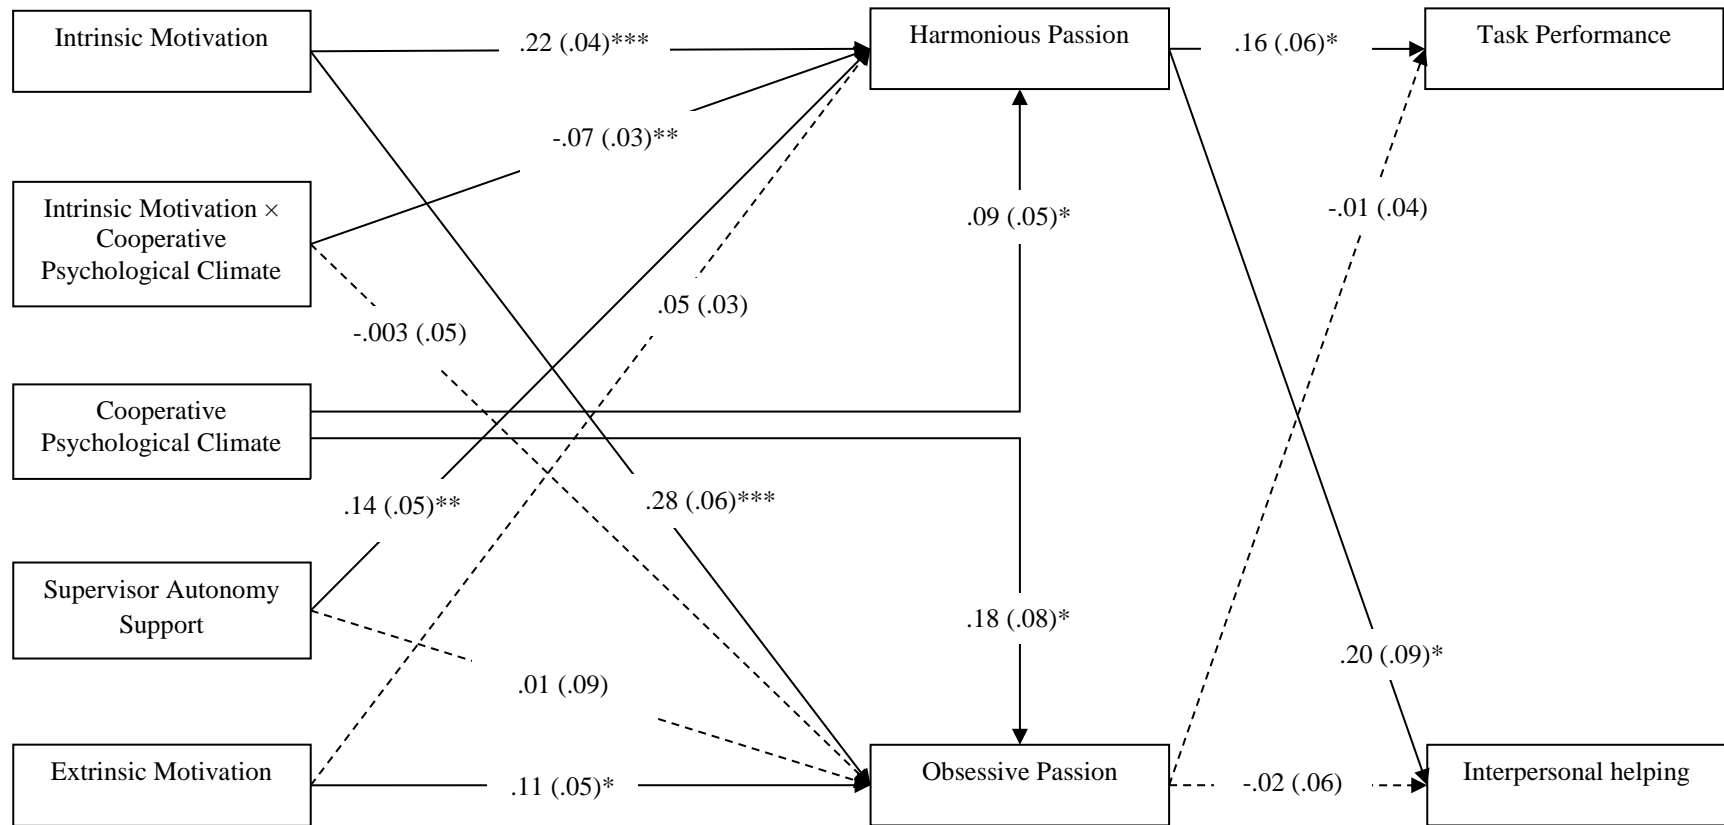 Intrinsic Motivation
.22 (.04)***
Harmonious Passion
.16 (.06)*
Task Performance
-.07 (.03)**
Intrinsic Motivation ×
Cooperative
Psychological Climate
.09 (.05)*
-.01 (.04)
-.003 (.05)
.05 (.03)
Cooperative
Psychological Climate
.14 (.05)**
.28 (.06)***
Supervisor Autonomy
Support
.18 (.08)*
.20 (.09)*
.01 (.09)
Extrinsic Motivation
.11 (.05)*
Obsessive Passion
-.02 (.06)
Interpersonal helping